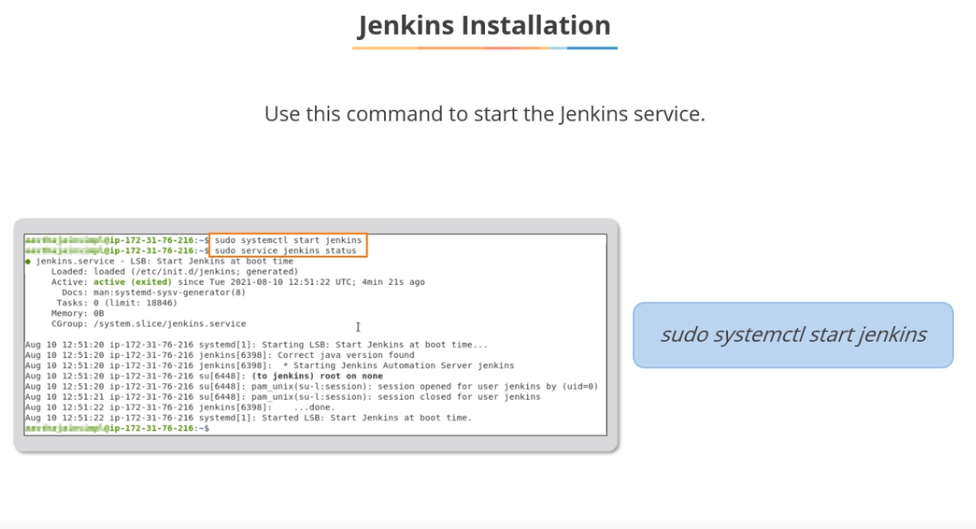 Jenkins Installation
Use this command to start the Jenkins service.
@ip-172-31-76-216:~$ sudo systemctl start jenkins
@ip-172-31-76-216:~$ sudo service jenkins status
● jenkins.service - LSB: Start Jenkins at boot time
Loaded: loaded (/etc/init.d/jenkins; generated)
Active: active (exited) since Tue 2021-08-10 12:51:22 UTC; 4min 21s ago
Docs: man:systemd-sysv-generator(8)
Tasks: 0 (limit: 18846)
Memory: 0B
CGroup: /system.slice/jenkins.service
Aug 10 12:51:20 ip-172-31-76-216 systemd[1]: Starting LSB: Start Jenkins at boot time...
Aug 10 12:51:20 ip-172-31-76-216 jenkins[6398]: Correct java version found
Aug 10 12:51:20 ip-172-31-76-216 jenkins[6398]: * Starting Jenkins Automation Server jenkins
Aug 10 12:51:20 ip-172-31-76-216 su[6448]: (to jenkins) root on none
Aug 10 12:51:20 ip-172-31-76-216 su[6448]: pam_unix(su-l:session): session opened for user jenkins by (uid=0)
Aug 10 12:51:21 ip-172-31-76-216 su[6448]: pam_unix(su-l:session): session closed for user jenkins
Aug 10 12:51:22 ip-172-31-76-216 jenkins[6398]: ...done.
Aug 10 12:51:22 ip-172-31-76-216 systemd[1]: Started LSB: Start Jenkins at boot time.
@ip-172-31-76-216:~$
sudo systemctl start jenkins